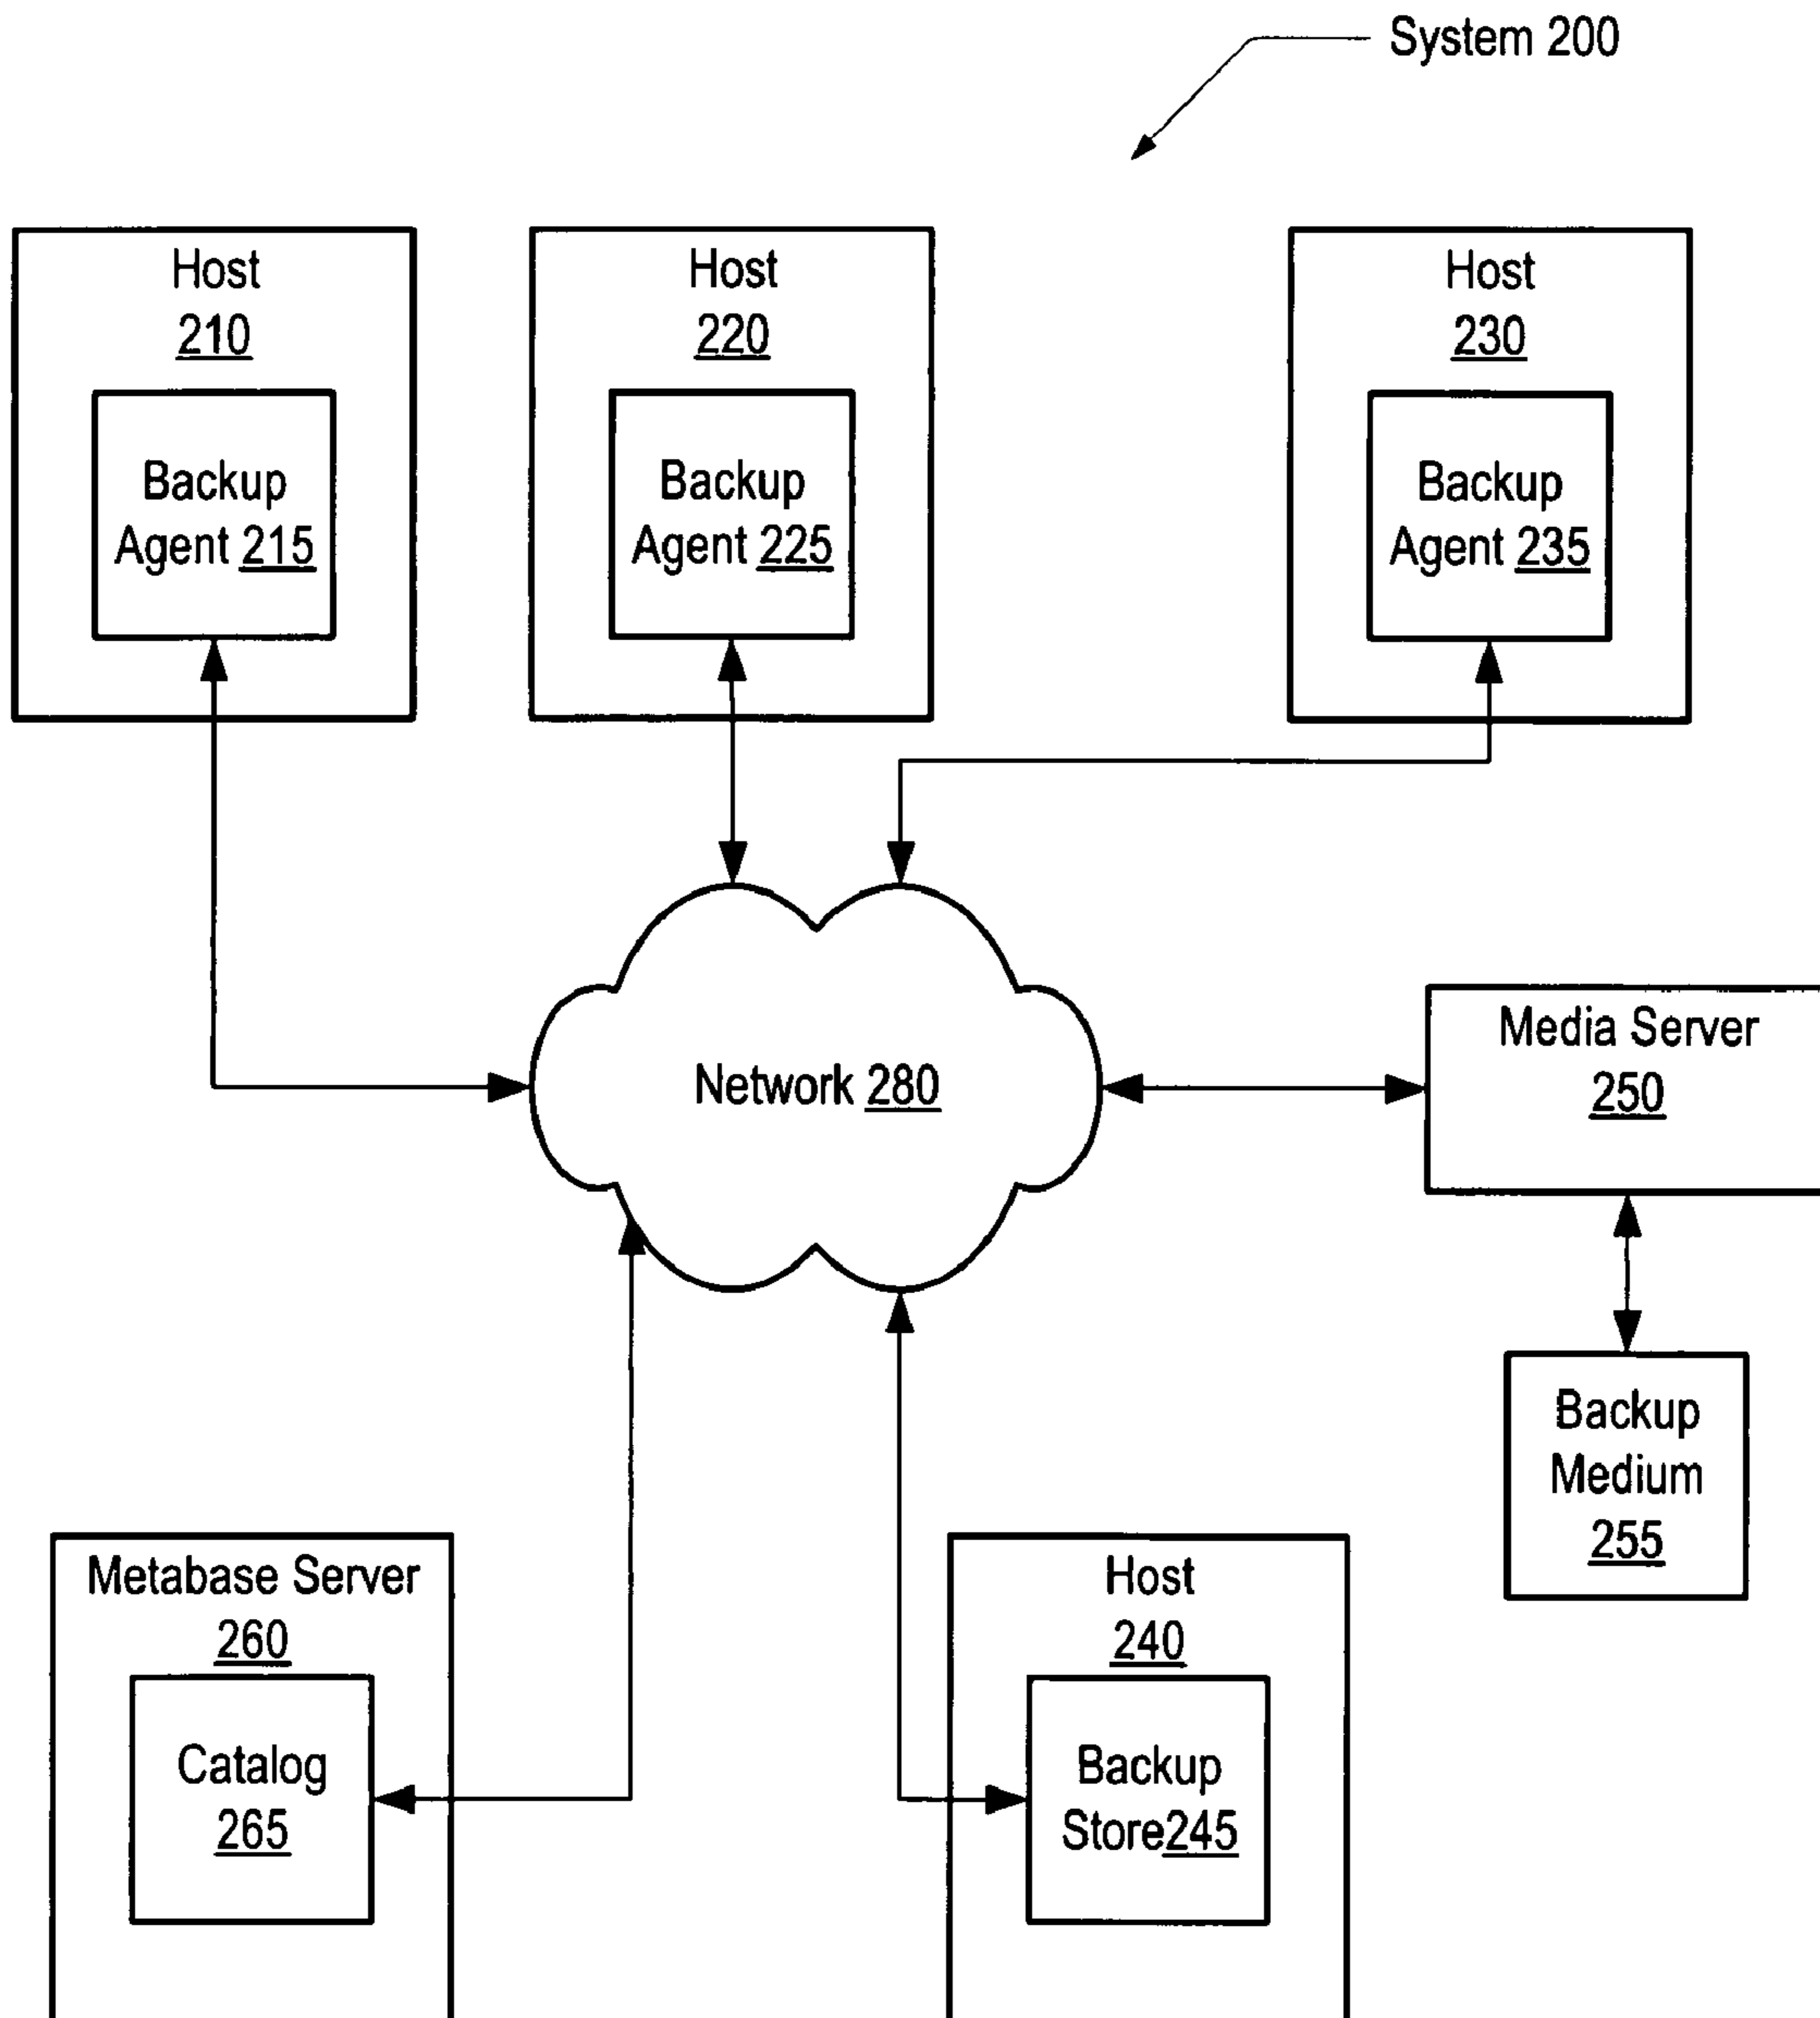 System 200
Host
210
Backup
Agent 215
Host
220
Backup
Agent 225
Host
230
Backup
Agent 235
Network 280
Media Server
250
Backup
Medium
255
Metabase Server
260
Catalog
265
Host
240
Backup
Store245